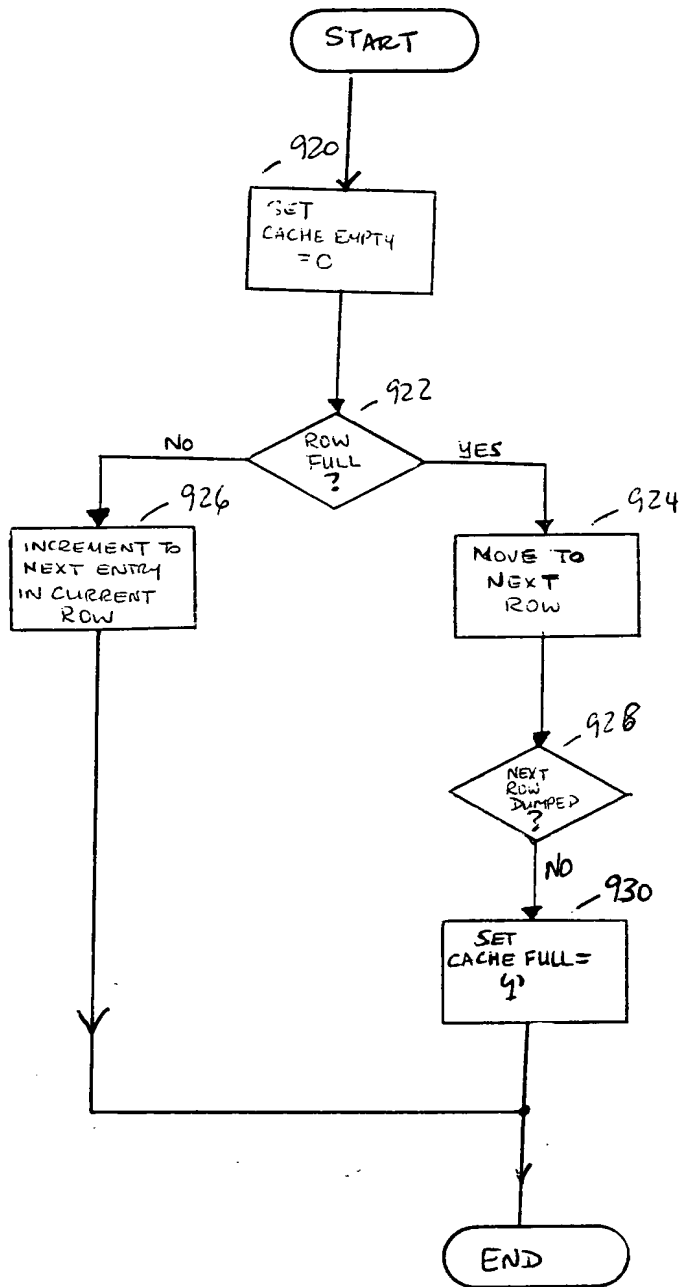 START
920
SET
CACHE EMPTY
= 0
922
ROW
FULL
?
NO
YES
926
INCREMENT TO
NEXT ENTRY
IN CURRENT
ROW
924
MOVE TO
NEXT
ROW
928
NEXT
ROW
DUMPED
?
NO
930
SET
CACHE FULL =
'1'
END